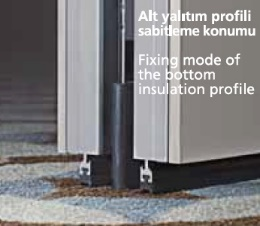 Alt yalıtım profili
sabitleme konumu
Fixing mode of
the bottom
insulation profile